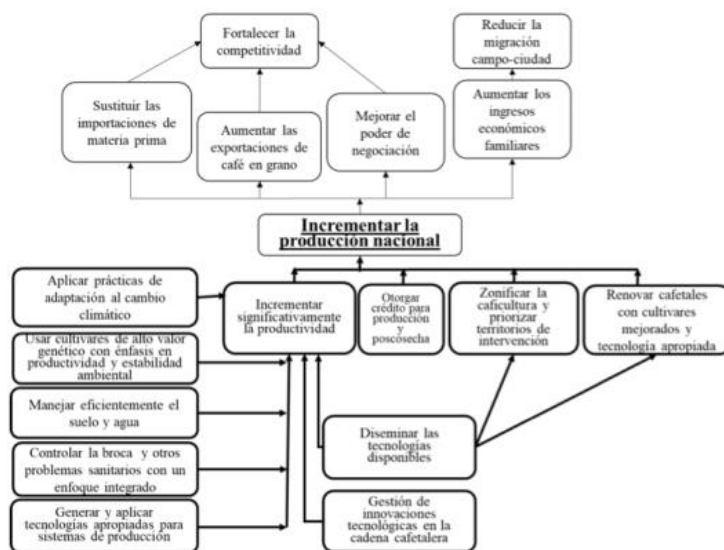 Fortalecer la
competitividad
Reducir la
migración
campo-ciudad
Sustituir las
importaciones de
materia prima
Aumentar las
exportaciones de
café en grano
Mejorar el
poder de
negociación
Aumentar los
ingresos
económicos
familiares
Incrementar la
producción nacional
Aplicar prácticas de
adaptación al cambio
climático
Incrementar
significativamente
la productividad
Otorgar
crédito para
producción
y
poscosecha
Zonificar la
caficultura y
priorizar
territorios de
intervención
Renovar cafetales
con cultivares
mejorados y
tecnología apropiada
Usar cultivares de alto valor
genético con énfasis en
productividad y estabilidad
ambiental
Manejar eficientemente el
suelo y agua
Diseminar las
tecnologías
disponibles
Controlar la broca y otros
problemas sanitarios con un
enfoque integrado
Generar y aplicar
tecnologías apropiadas para
sistemas de producción
Gestión de
innovaciones
tecnológicas en la
cadena cafetalera